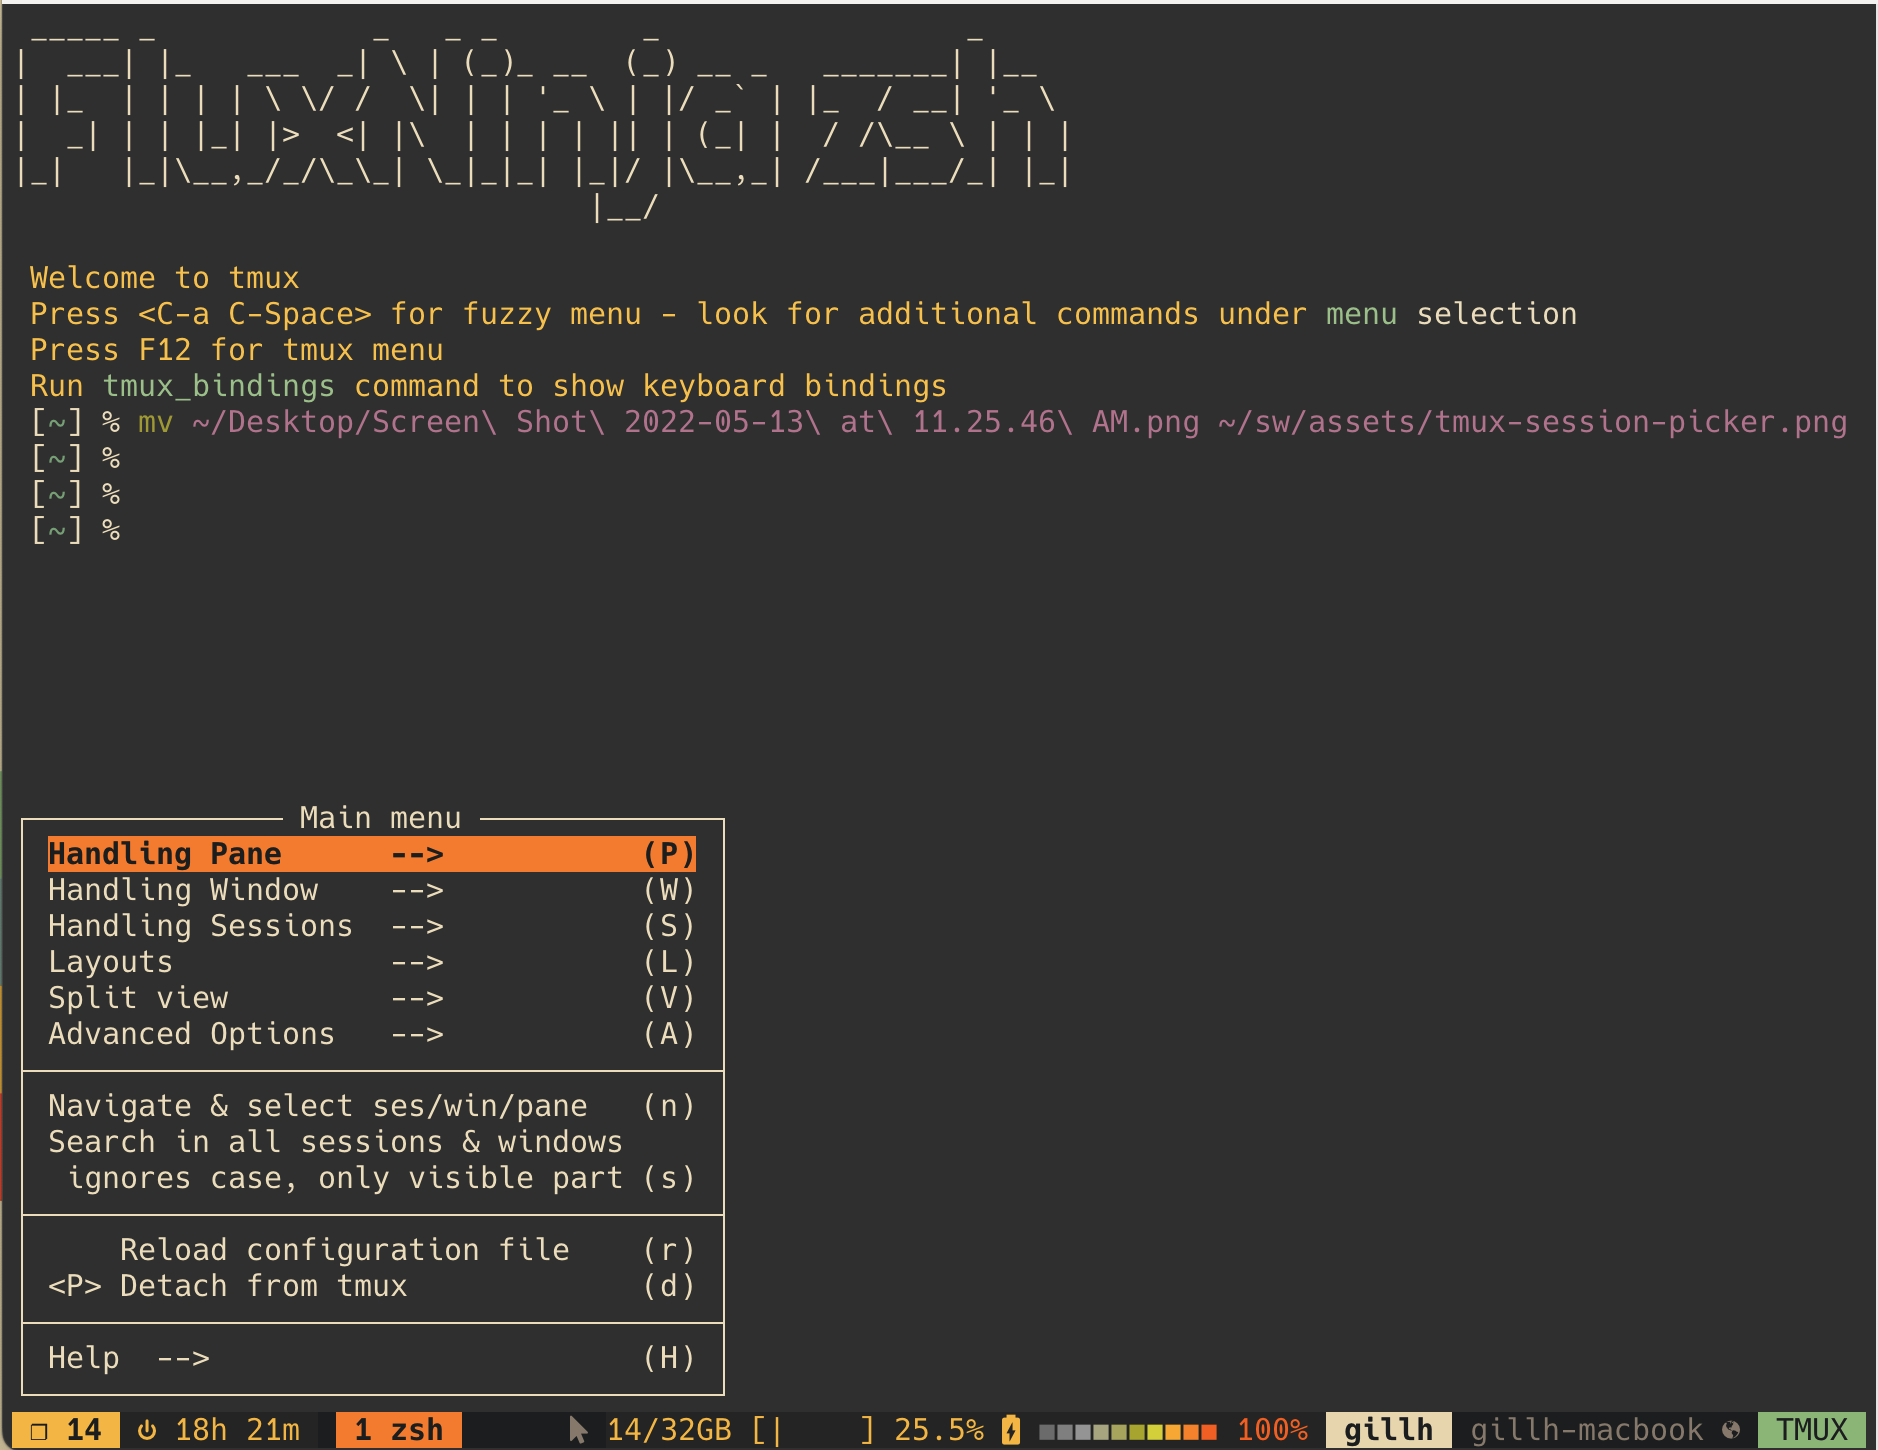 FluxNinja zsh
Welcome to tmux
Press <C-a C-Space> for fuzzy menu - look for additional commands under menu selection
Press F12 for tmux menu
Run tmux_bindings command to show keyboard bindings
[~] % mv ~/Desktop/Screen\ Shot\ 2022-05-13\ at\ 11.25.46\ AM.png ~/sw/assets/tmux-session-picker.png
[~] %
[~] %
[~] %
Main menu
Handling Pane --> (P)
Handling Window --> (W)
Handling Sessions --> (S)
Layouts --> (L)
Split view --> (V)
Advanced Options --> (A)
Navigate & select ses/win/pane (n)
Search in all sessions & windows
ignores case, only visible part (s)
Reload configuration file (r)
<P> Detach from tmux (d)
Help --> (H)
❐ 14 18h 21m 1 zsh 14/32GB [| ] 25.5% 100% gillh gillh-macbook TMUX